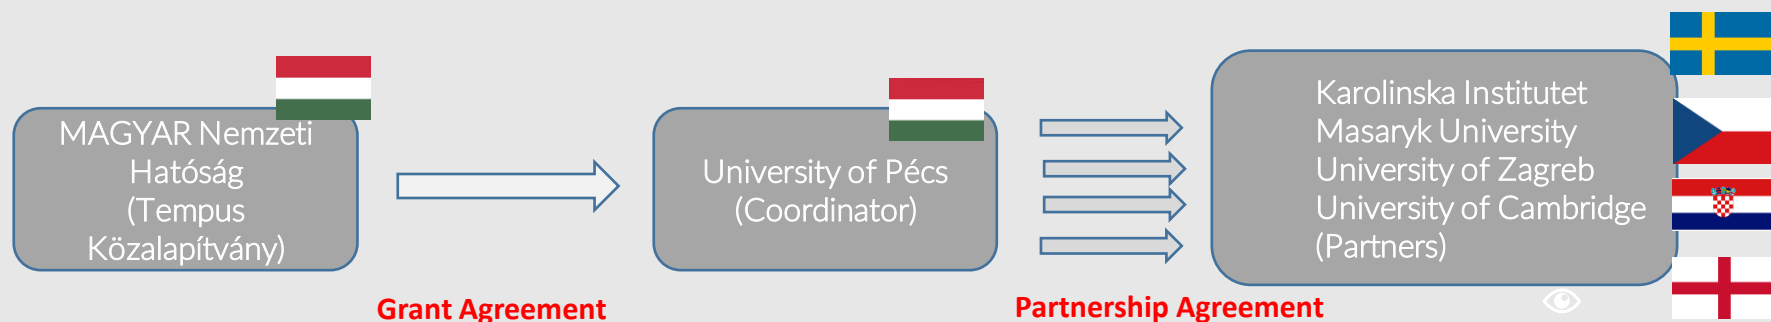 MAGYAR Nemzeti
Hatóság
(Tempus
Közalapítvány)
Grant Agreement
University of Pécs
(Coordinator)
Partnership Agreement
Karolinska Institutet
Masaryk University
University of Zagreb
University of Cambridge
(Partners)